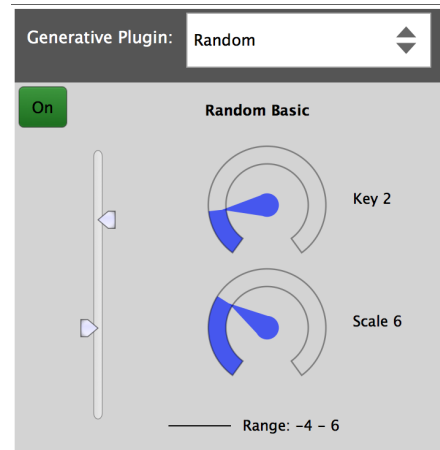 Generative Plugin: Random
On
Random Basic
Key 2
Scale 6
Range: -4 - 6